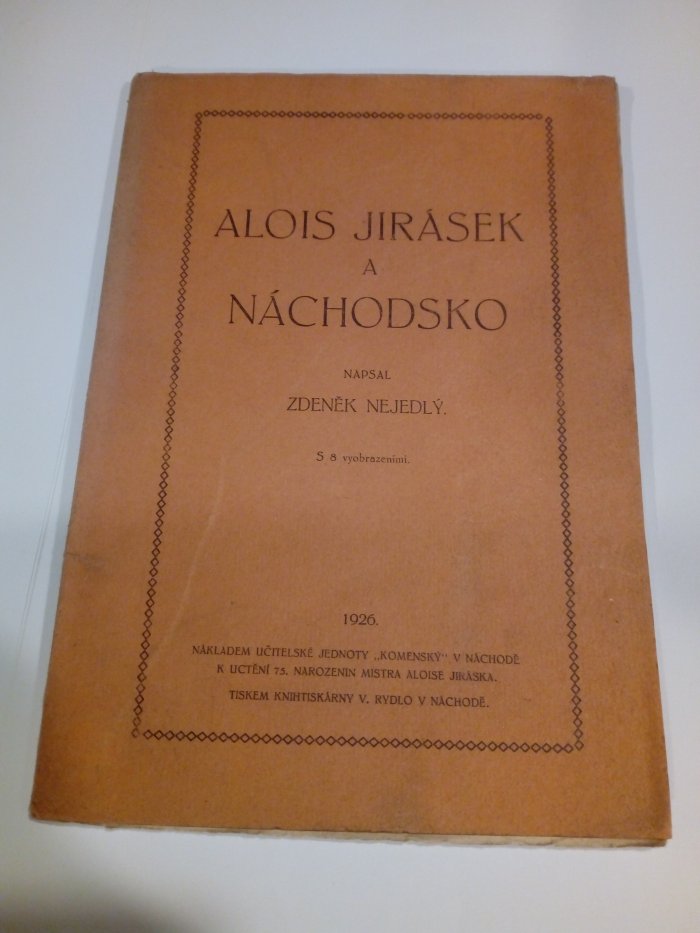 ALOIS JIRÁSEK
A
NÁCHODSKO
NAPSAL
ZDENĚK NEJEDLÝ.
S 8 vyobrazeními.
1926.
NÁKLADEM UČITELSKÉ JEDNOTY „KOMENSKÝ" V NÁCHODĚ
K UCTĚNÍ 75. NAROZENIN MISTRA ALOISE JIRÁSKA.
TISKEM KNIHTISKÁRNY V. RYDLO V NÁCHODĚ.